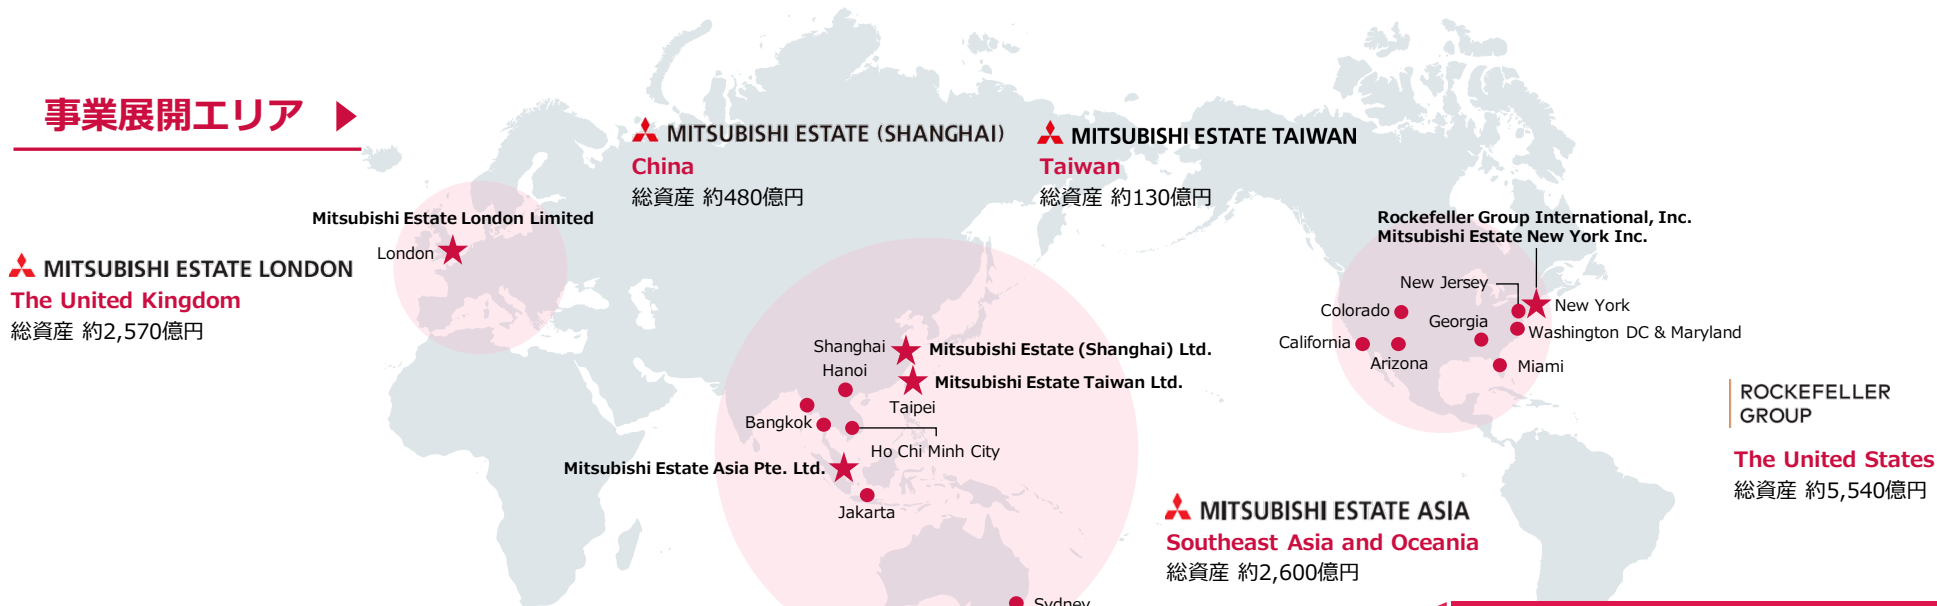 事業展開エリア
MITSUBISHI ESTATE (SHANGHAI)
China
総資産 約480億円
MITSUBISHI ESTATE TAIWAN
Taiwan
総資産 約130億円
Mitsubishi Estate London Limited
London
MITSUBISHI ESTATE LONDON
The United Kingdom
総資産 約2,570億円
Rockefeller Group International, Inc.
Mitsubishi Estate New York Inc.
New Jersey
New York
Colorado
Georgia
Washington DC & Maryland
California
Arizona
Miami
Shanghai
Mitsubishi Estate (Shanghai) Ltd.
Hanoi
Mitsubishi Estate Taiwan Ltd.
Taipei
Bangkok
Ho Chi Minh City
Mitsubishi Estate Asia Pte. Ltd.
Jakarta
ROCKEFELLER
GROUP
The United States
総資産 約5,540億円
MITSUBISHI ESTATE ASIA
Southeast Asia and Oceania
総資産 約2,600億円
Sydney